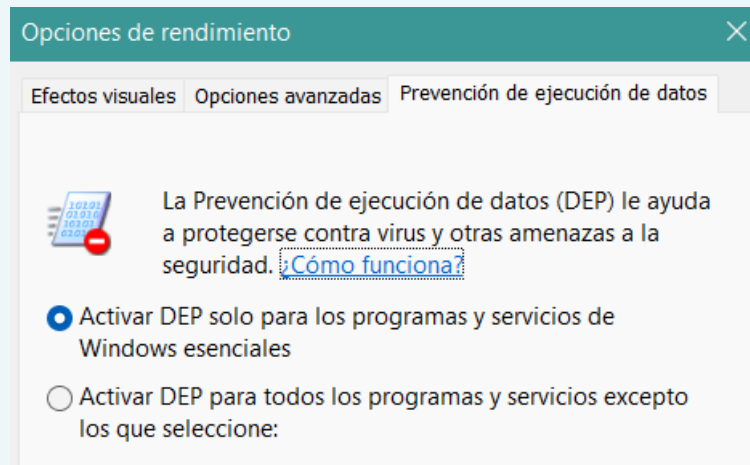 Opciones de rendimiento
Efectos visuales Opciones avanzadas Prevención de ejecución de datos
La Prevención de ejecución de datos (DEP) le ayuda
a protegerse contra virus y otras amenazas a la
seguridad. ¿Cómo funciona?
Activar DEP solo para los programas y servicios de
Windows esenciales
Activar DEP para todos los programas y servicios excepto
los que seleccione: